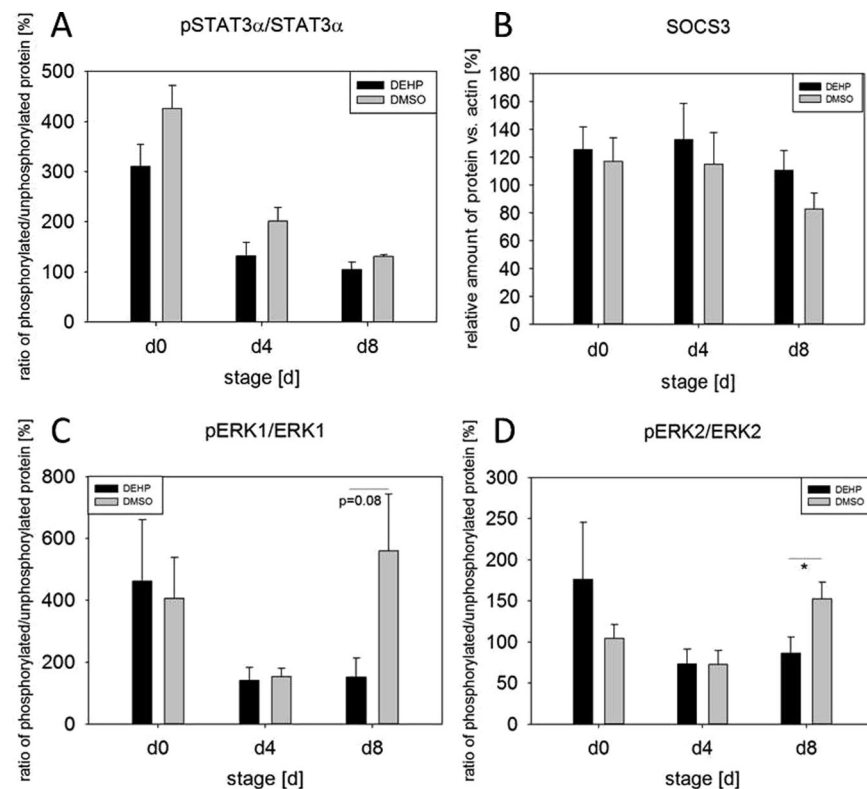 A
pSTAT3α/STAT3α
ratio of phosphorylated/unphosphorylated protein [%]
500
400
300
200
100
0
DEHP
DMSO
d0 d4 d8
stage [d]
B
SOCS3
relative amount of protein vs. actin [%]
180
160
140
120
100
80
60
40
20
0
DEHP
DMSO
d0 d4 d8
stage [d]
C
pERK1/ERK1
ratio of phosphorylated/unphosphorylated protein [%]
800
600
400
200
0
DEHP
DMSO
p=0.08
d0 d4 d8
stage [d]
D
pERK2/ERK2
ratio of phosphorylated/unphosphorylated protein [%]
300
250
200
150
100
50
0
DEHP
DMSO
*
d0 d4 d8
stage [d]